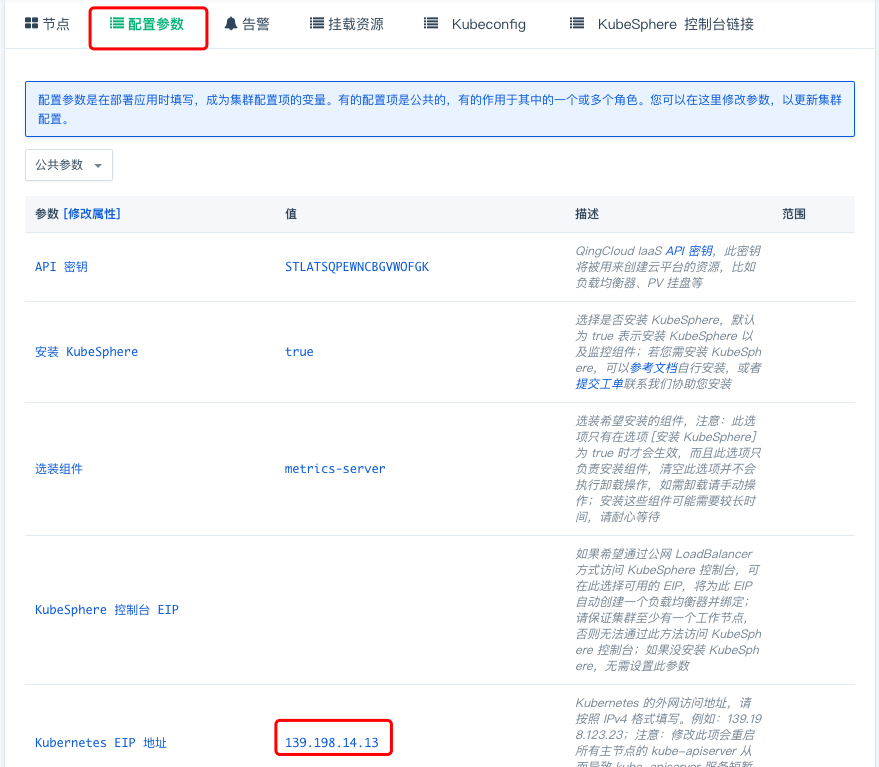 节点 配置参数 告警 挂载资源 Kubeconfig KubeSphere 控制台链接
配置参数是在部署应用时填写，成为集群配置项的变量。有的配置项是公共的，有的作用于其中的一个或多个角色。您可以在这里修改参数，以更新集群
配置。
公共参数
参数 [修改属性] 值 描述 范围
API 密钥 STLATSQPEWNCBGVWOFGK
QingCloud IaaS API 密钥，此密钥
将被用来创建云平台的资源，比如
负载均衡器、PV 挂盘等
安装 KubeSphere true
选择是否安装 KubeSphere，默认
为 true 表示安装 KubeSphere 以
及监控组件；若您需安装 KubeSph
ere，可以参考文档自行安装，或者
提交工单联系我们协助您安装
选装组件 metrics-server
选装希望安装的组件，注意：此选
项只有在选项 [安装 KubeSphere]
为 true 时才会生效，而且此选项只
负责安装组件，清空此选项并不会
执行卸载操作，如需卸载请手动操
作；安装这些组件可能需要较长时
间，请耐心等待
KubeSphere 控制台 EIP
如果希望通过公网 LoadBalancer
方式访问 KubeSphere 控制台，可
在此选择可用的 EIP，将为此 EIP
自动创建一个负载均衡器并绑定；
请保证集群至少有一个工作节点，
否则无法通过此方法访问 KubeSph
ere 控制台；如果没安装 KubeSph
ere，无需设置此参数
Kubernetes EIP 地址 139.198.14.13
Kubernetes 的外网访问地址，请
按照 IPv4 格式填写。例如：139.19
8.123.23；注意：修改此项会重启
所有主节点的 kube-apiserver 从
而导致 kube-apiserver 服务短暂